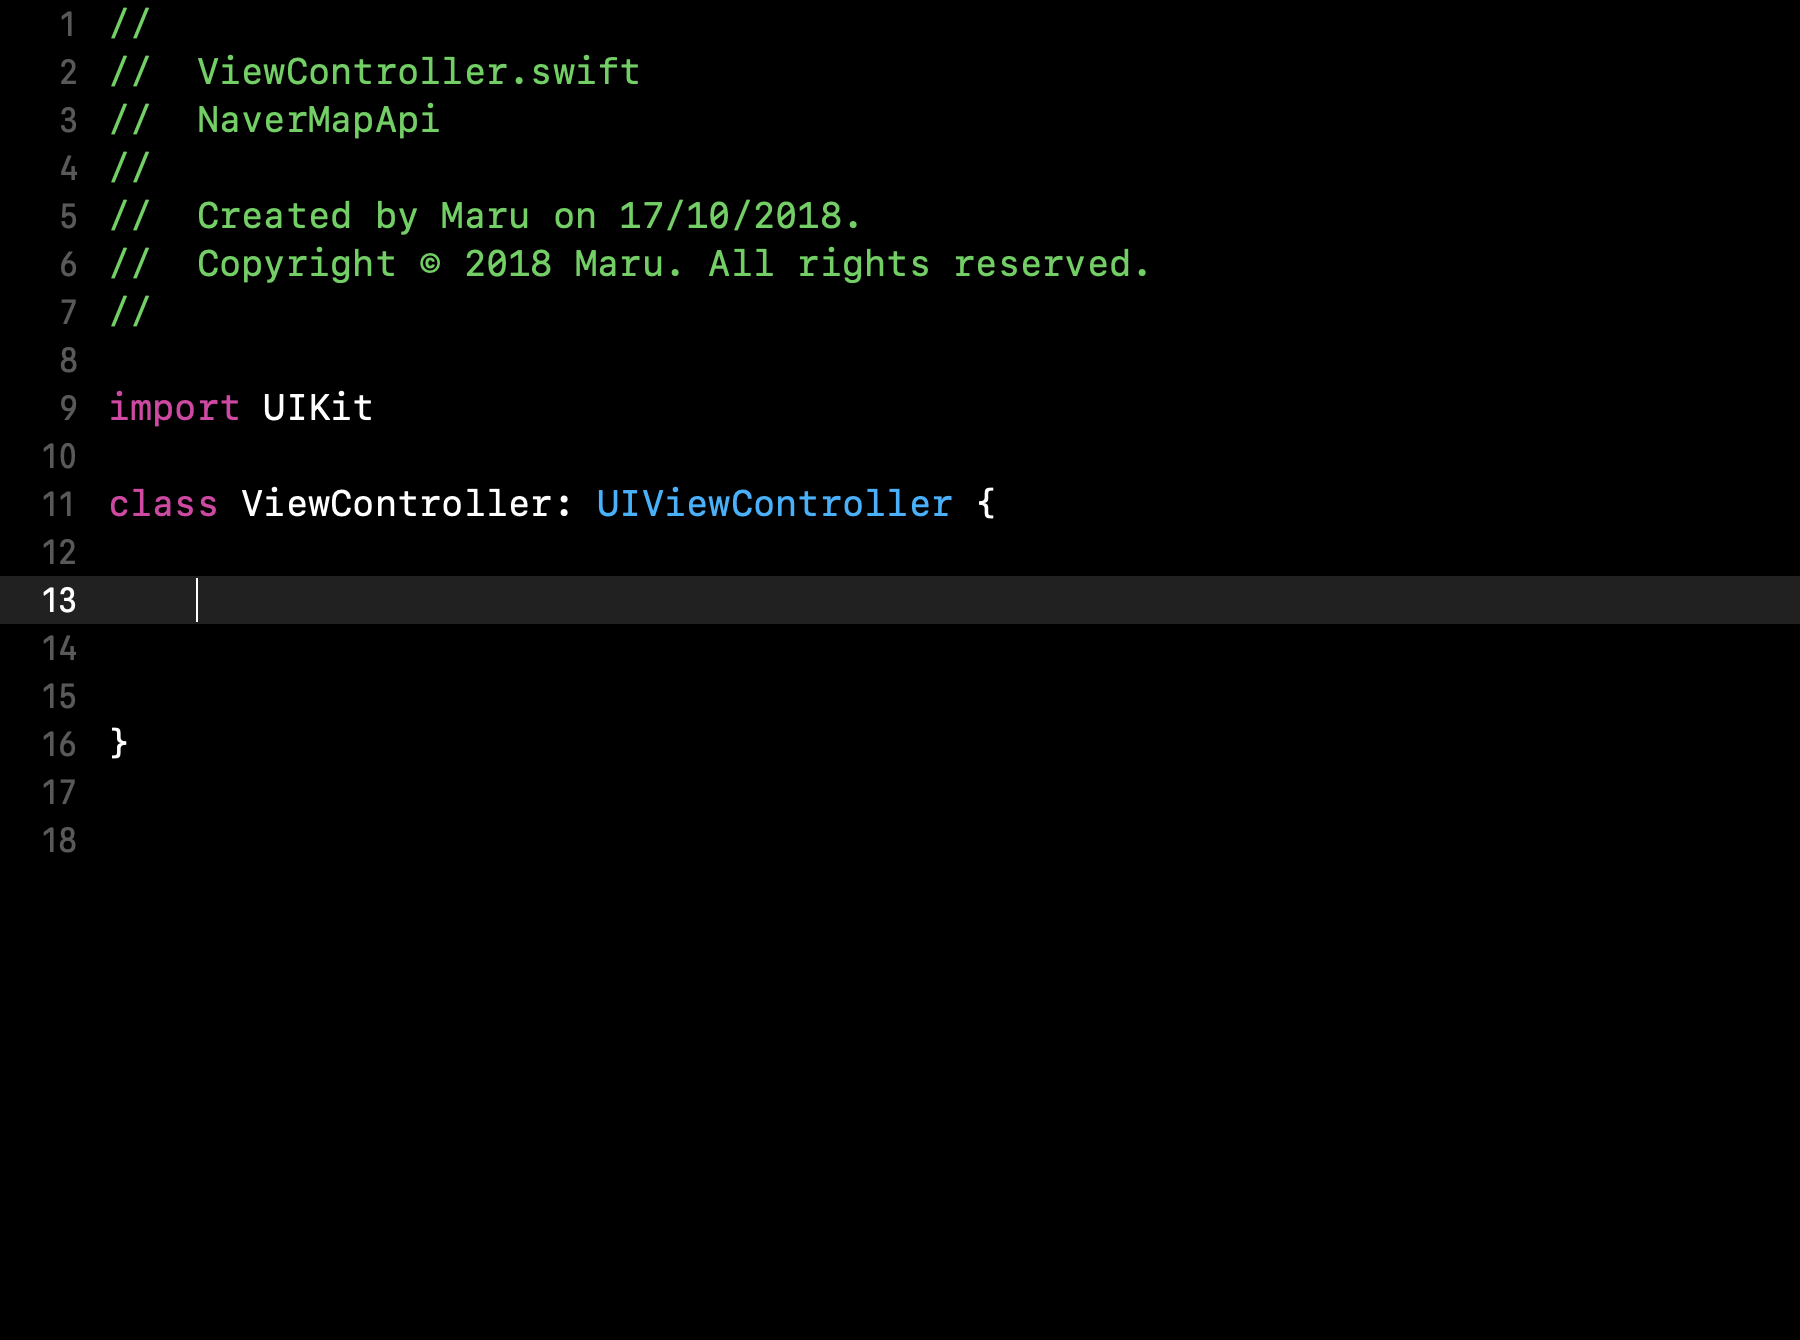 1 //
2 //  ViewController.swift
3 //  NaverMapApi
4 //
5 //  Created by Maru on 17/10/2018.
6 //  Copyright © 2018 Maru. All rights reserved.
7 //
8
9 import UIKit
10
11 class ViewController: UIViewController {
12
13
14
15
16 }
17
18